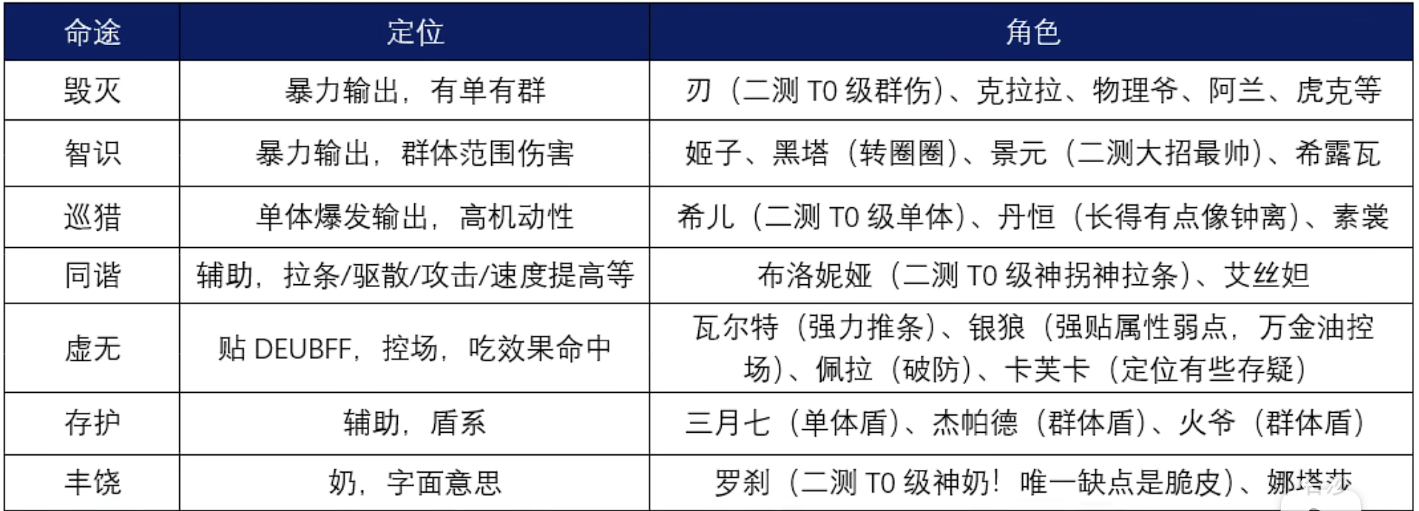 命途 定位 角色
毁灭 暴力输出，有单有群 刃（二测 T0 级群伤）、克拉拉、物理爷、阿兰、虎克等
智识 暴力输出，群体范围伤害 姬子、黑塔（转圈圈）、景元（二测大招最帅）、希露瓦
巡猎 单体爆发输出，高机动性 希儿（二测 T0 级单体）、丹恒（长得有点像钟离）、素裳
同谐 辅助，拉条/驱散/攻击/速度提高等 布洛妮娅（二测 T0 级神拐神拉条）、艾丝妲
虚无 贴 DEUBFF，控场，吃效果命中 瓦尔特（强力推条）、银狼（强贴属性弱点，万金油控
场）、佩拉（破防）、卡芙卡（定位有些存疑）
存护 辅助，盾系 三月七（单体盾）、杰帕德（群体盾）、火爷（群体盾）
丰饶 奶，字面意思 罗刹（二测 T0 级神奶！唯一缺点是脆皮）、娜塔莎